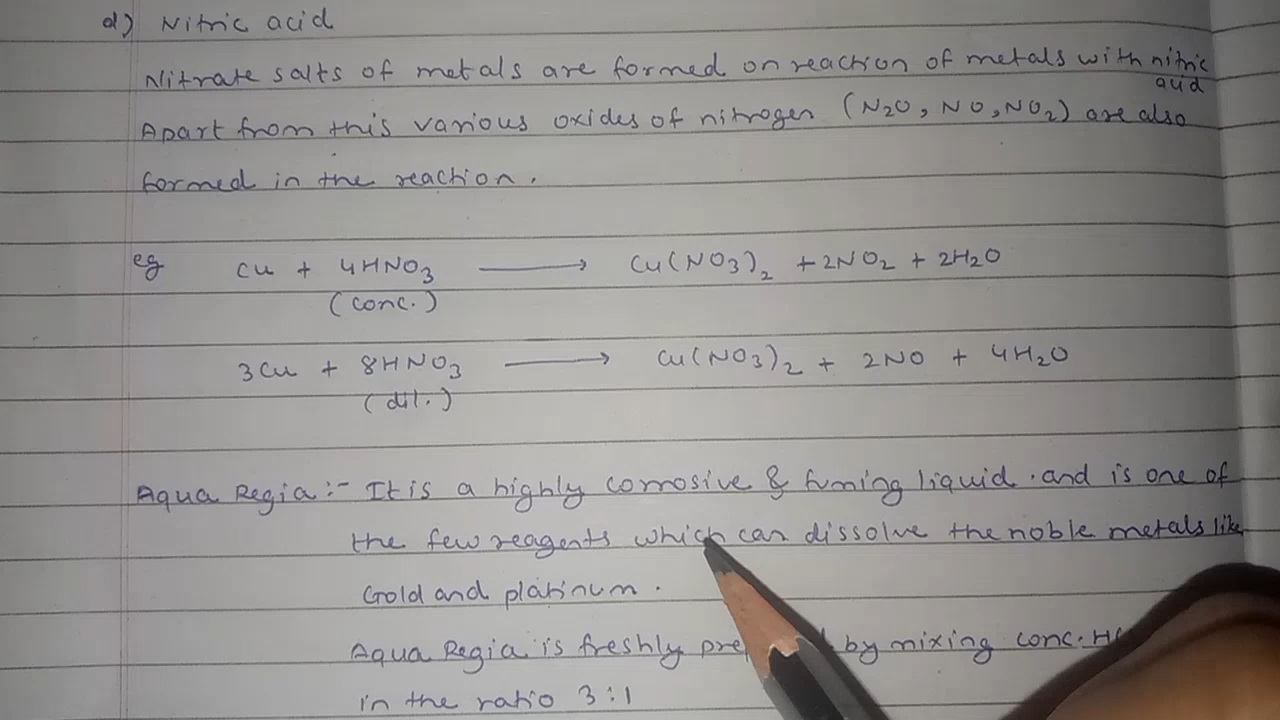 d) Nitric acid
Nitrate salts of metals are formed on reaction of metals with nitric
acid
Apart from this various oxides of nitrogen (N2O, NO, NO2) are also
formed in the reaction.
eg Cu + 4HNO3 ⟶ Cu(NO3)2 + 2NO2 + 2H2O
(conc.)
3Cu + 8HNO3 ⟶ Cu(NO3)2 + 2NO + 4H2O
(dil.)
Aqua Regia :- It is a highly corrosive & fuming liquid . and is one of
the few reagents which can dissolve the noble metals like
Gold and platinum .
Aqua Regia is freshly by mixing conc.
in the ratio 3:1